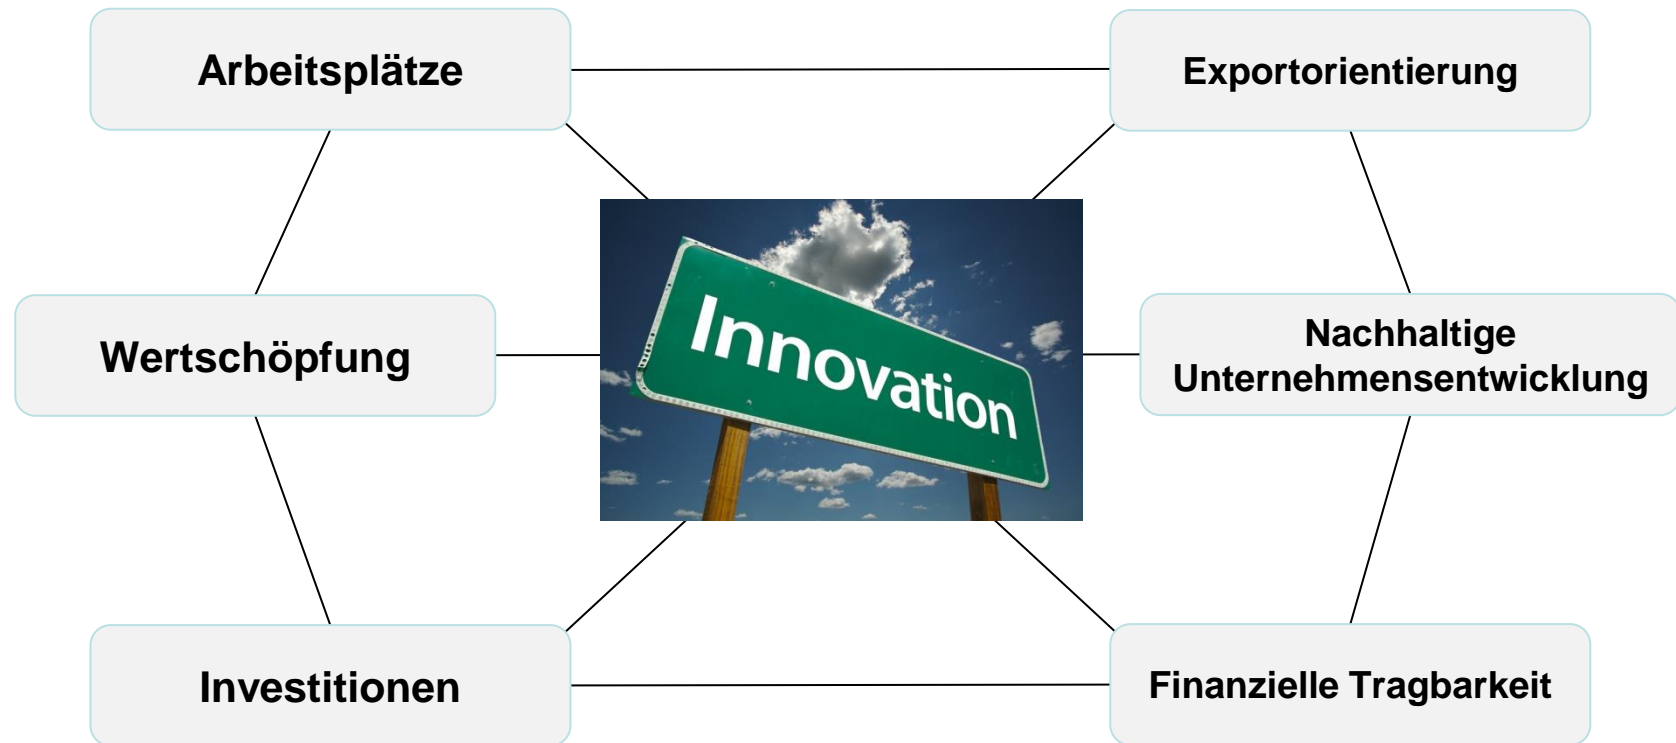 Arbeitsplätze
Exportorientierung
Innovation
Wertschöpfung
Nachhaltige
Unternehmensentwicklung
Investitionen
Finanzielle Tragbarkeit